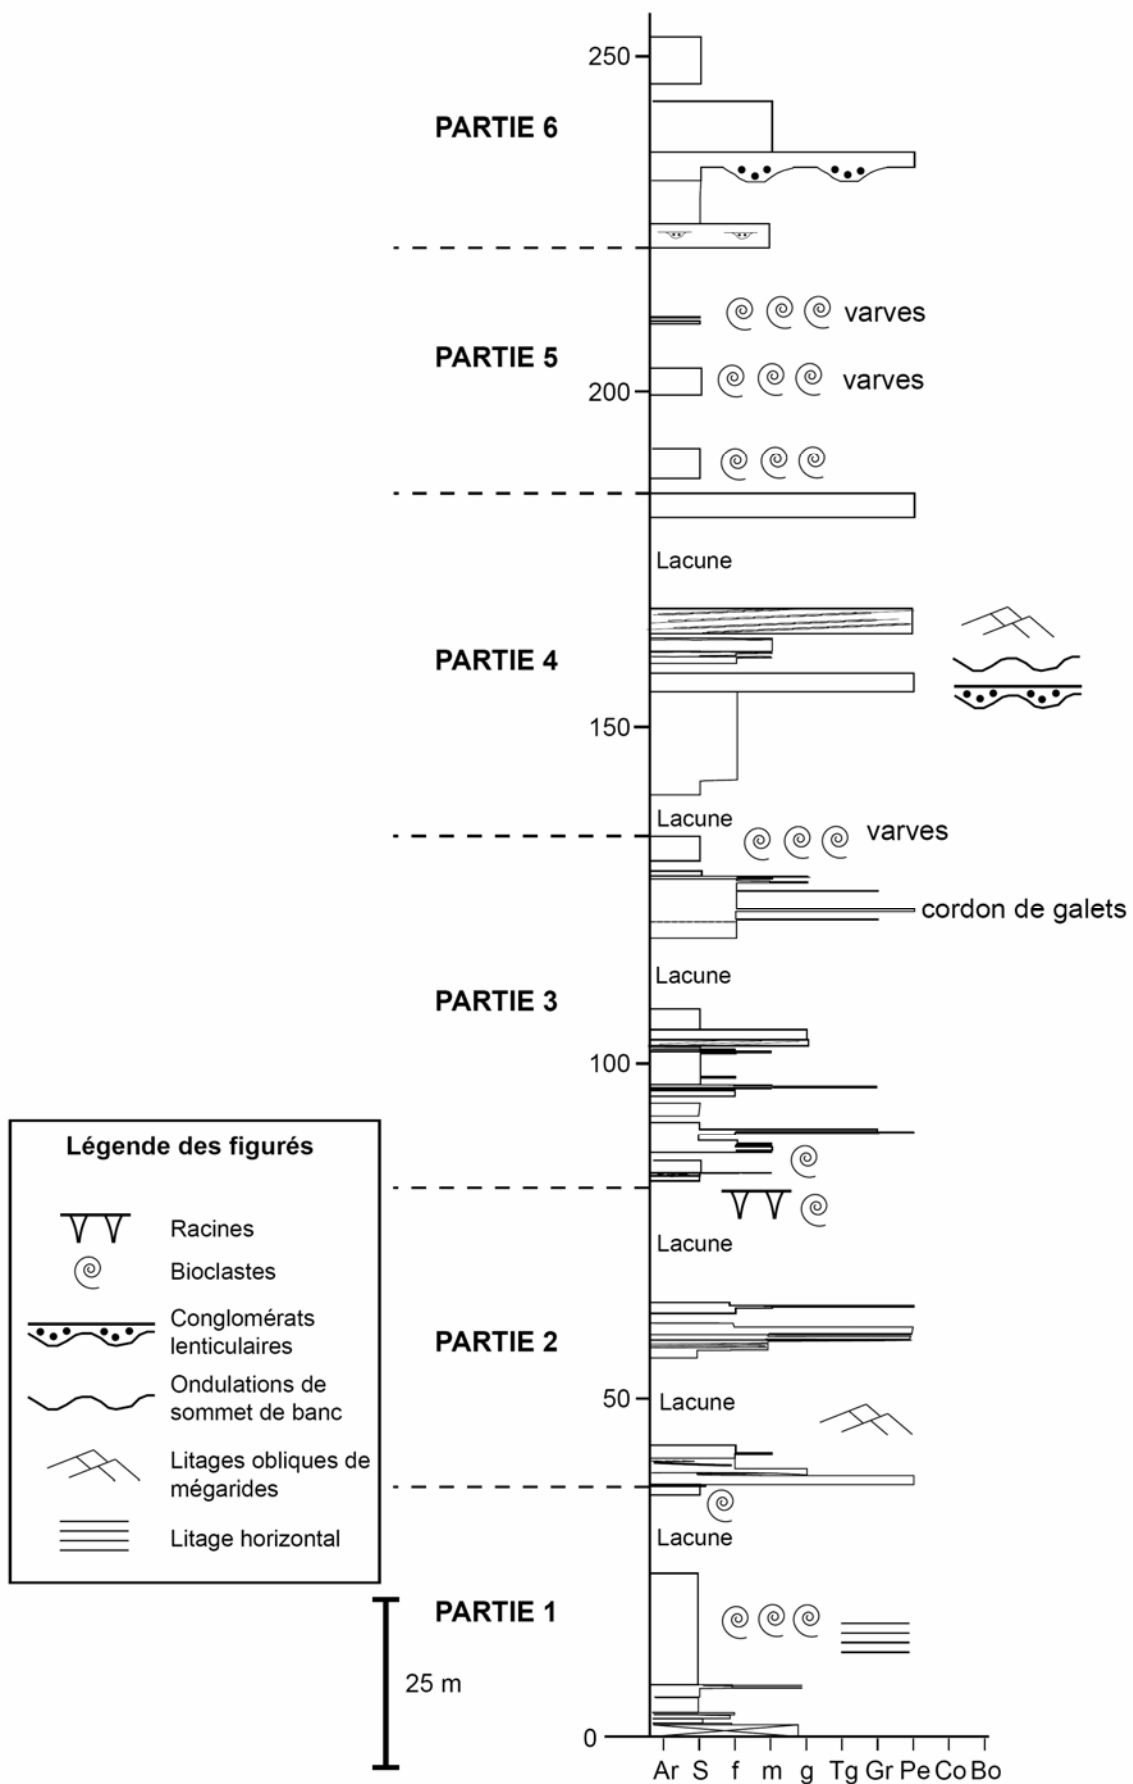 250
PARTIE 6
varves
PARTIE 5
varves
200
Lacune
PARTIE 4
150
Lacune
varves
cordon de galets
Lacune
PARTIE 3
100
Légende des figurés
Racines
Bioclastes
Conglomérats
lenticulaires
Ondulations de
sommet de banc
Litages obliques de
mégarides
Litage horizontal
Lacune
PARTIE 2
50
Lacune
Lacune
PARTIE 1
25 m
0
Ar S f m g Tg Gr Pe Co Bo